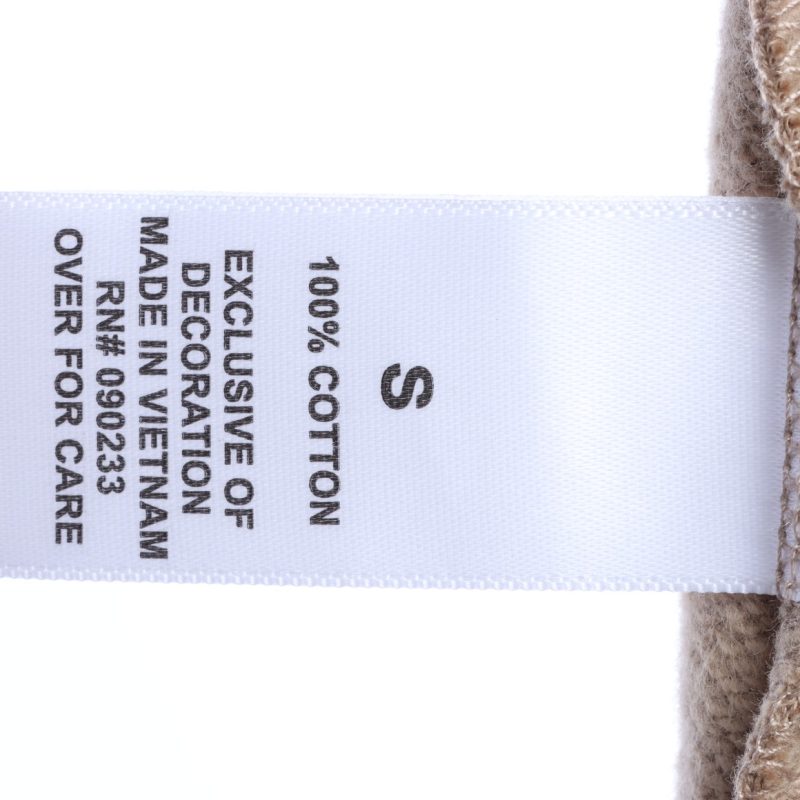 S
100% COTTON
EXCLUSIVE OF
DECORATION
MADE IN VIETNAM
RN# 090233
OVER FOR CARE